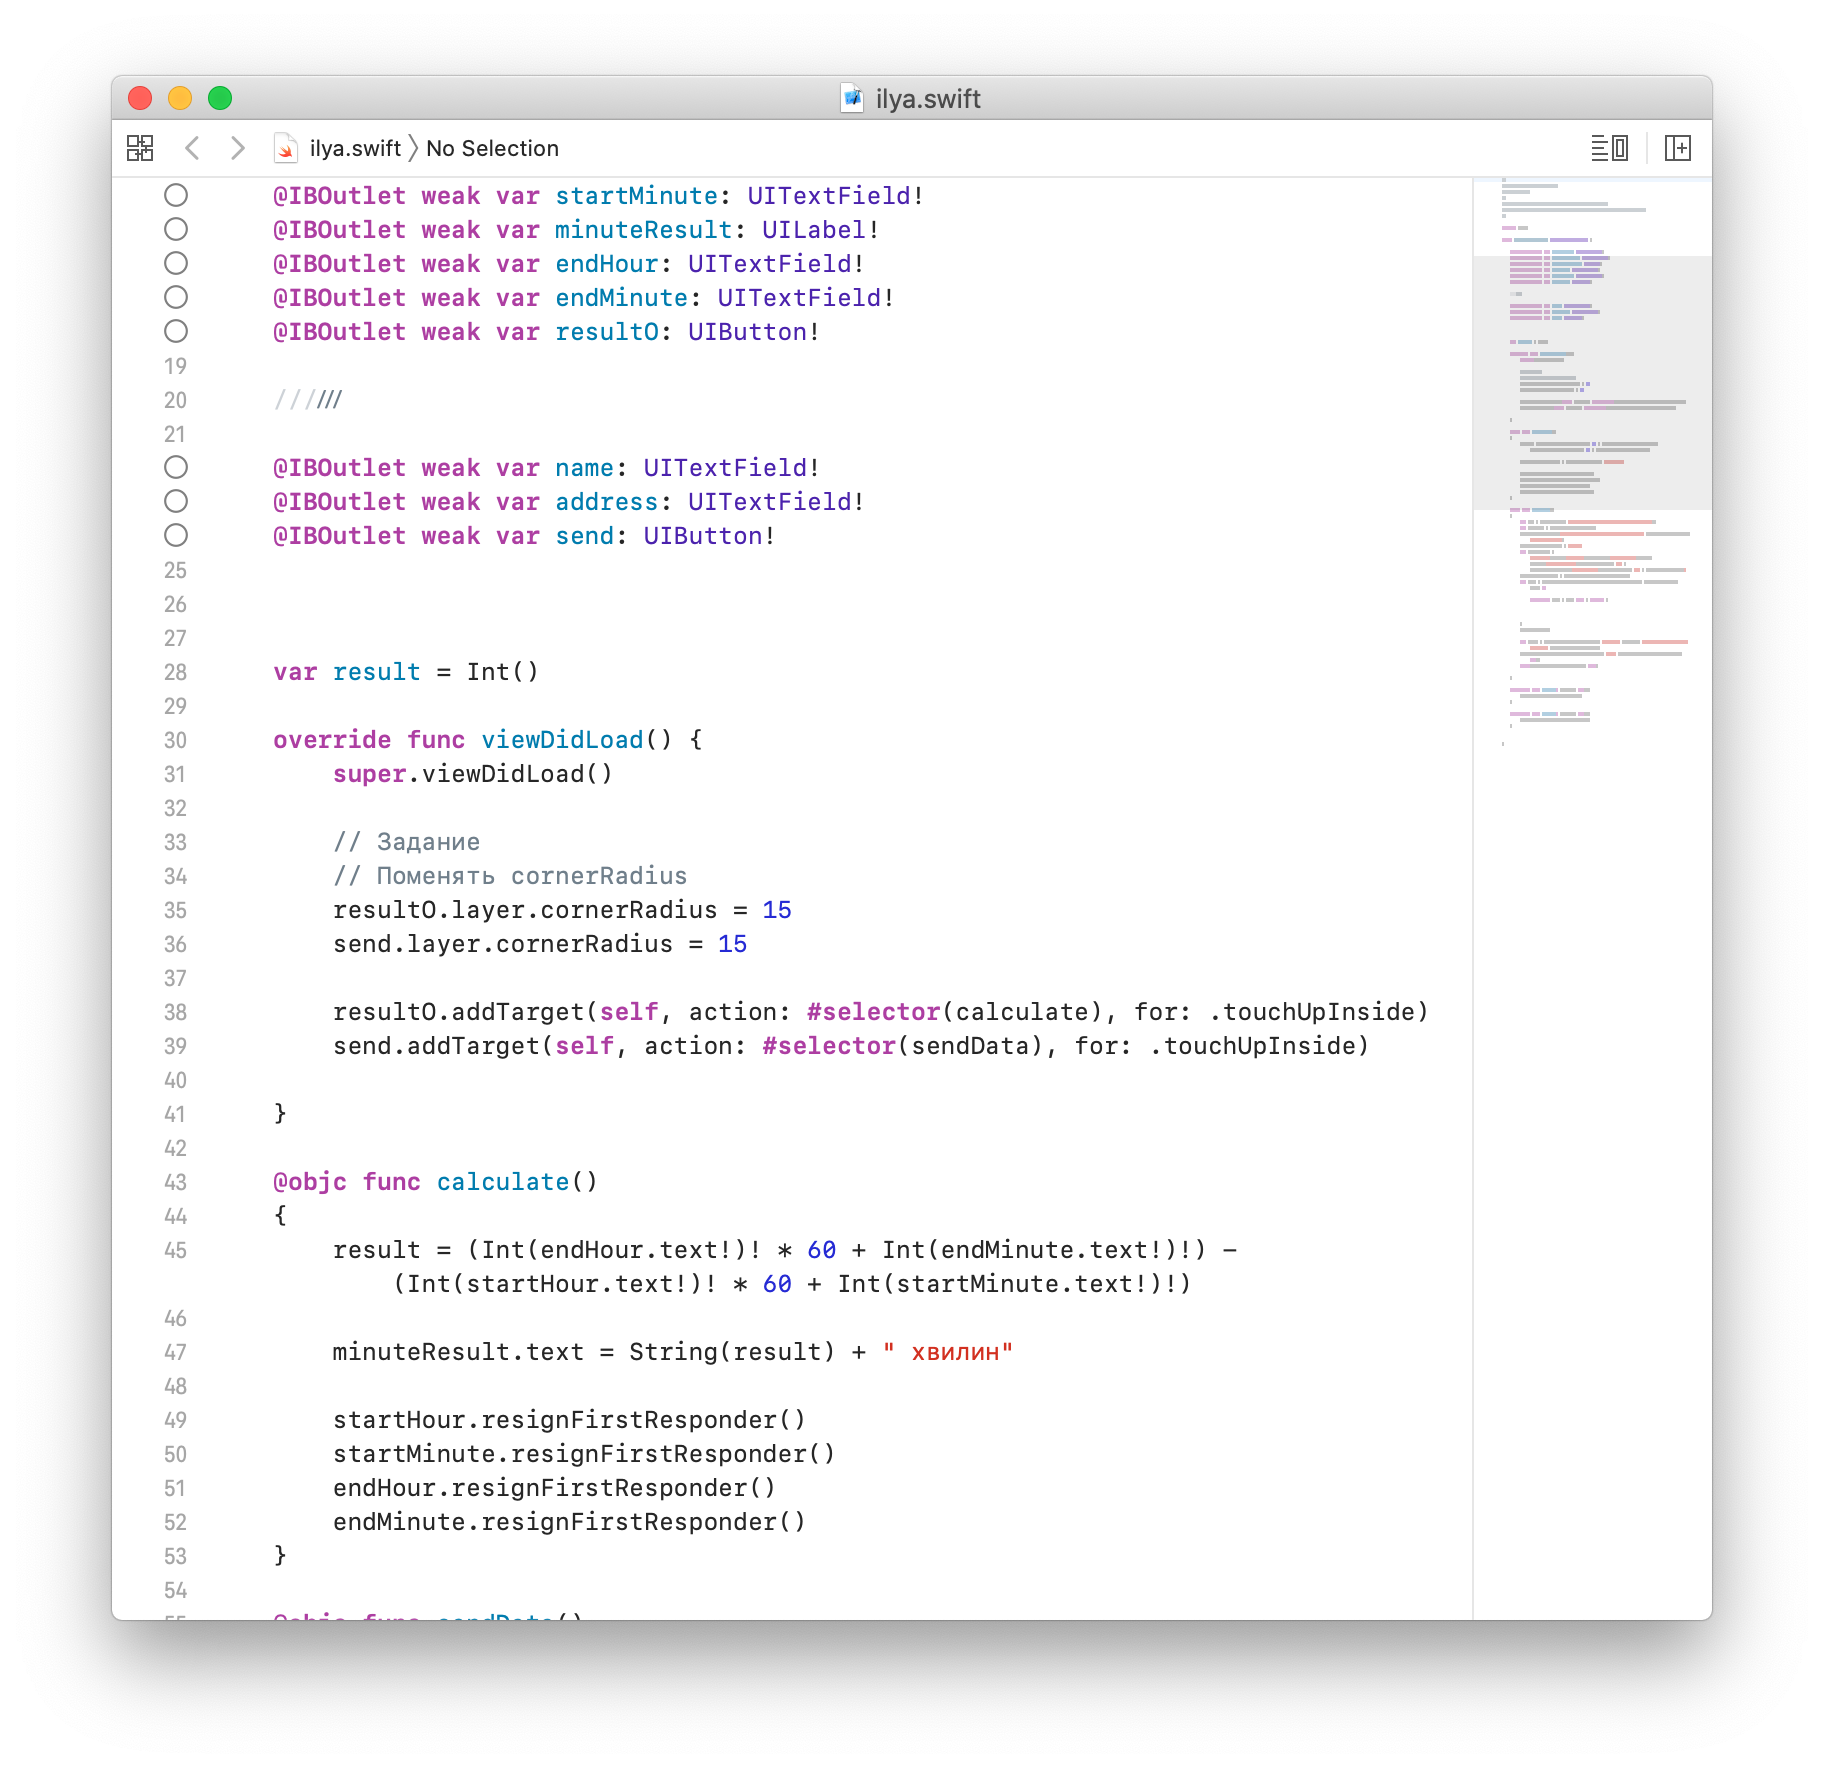 ilya.swift
ilya.swift 〉 No Selection
@IBOutlet weak var startMinute: UITextField!
@IBOutlet weak var minuteResult: UILabel!
@IBOutlet weak var endHour: UITextField!
@IBOutlet weak var endMinute: UITextField!
@IBOutlet weak var resultO: UIButton!
19
20 //////
21
@IBOutlet weak var name: UITextField!
@IBOutlet weak var address: UITextField!
@IBOutlet weak var send: UIButton!
25
26
27
28 var result = Int()
29
30 override func viewDidLoad() {
31 super.viewDidLoad()
32
33 // Задание
34 // Поменять cornerRadius
35 resultO.layer.cornerRadius = 15
36 send.layer.cornerRadius = 15
37
38 resultO.addTarget(self, action: #selector(calculate), for: .touchUpInside)
39 send.addTarget(self, action: #selector(sendData), for: .touchUpInside)
40
41 }
42
43 @objc func calculate()
44 {
45 result = (Int(endHour.text!)! * 60 + Int(endMinute.text!)!) -
(Int(startHour.text!)! * 60 + Int(startMinute.text!)!)
46
47 minuteResult.text = String(result) + " хвилин"
48
49 startHour.resignFirstResponder()
50 startMinute.resignFirstResponder()
51 endHour.resignFirstResponder()
52 endMinute.resignFirstResponder()
53 }
54
55 @objc func sendData()